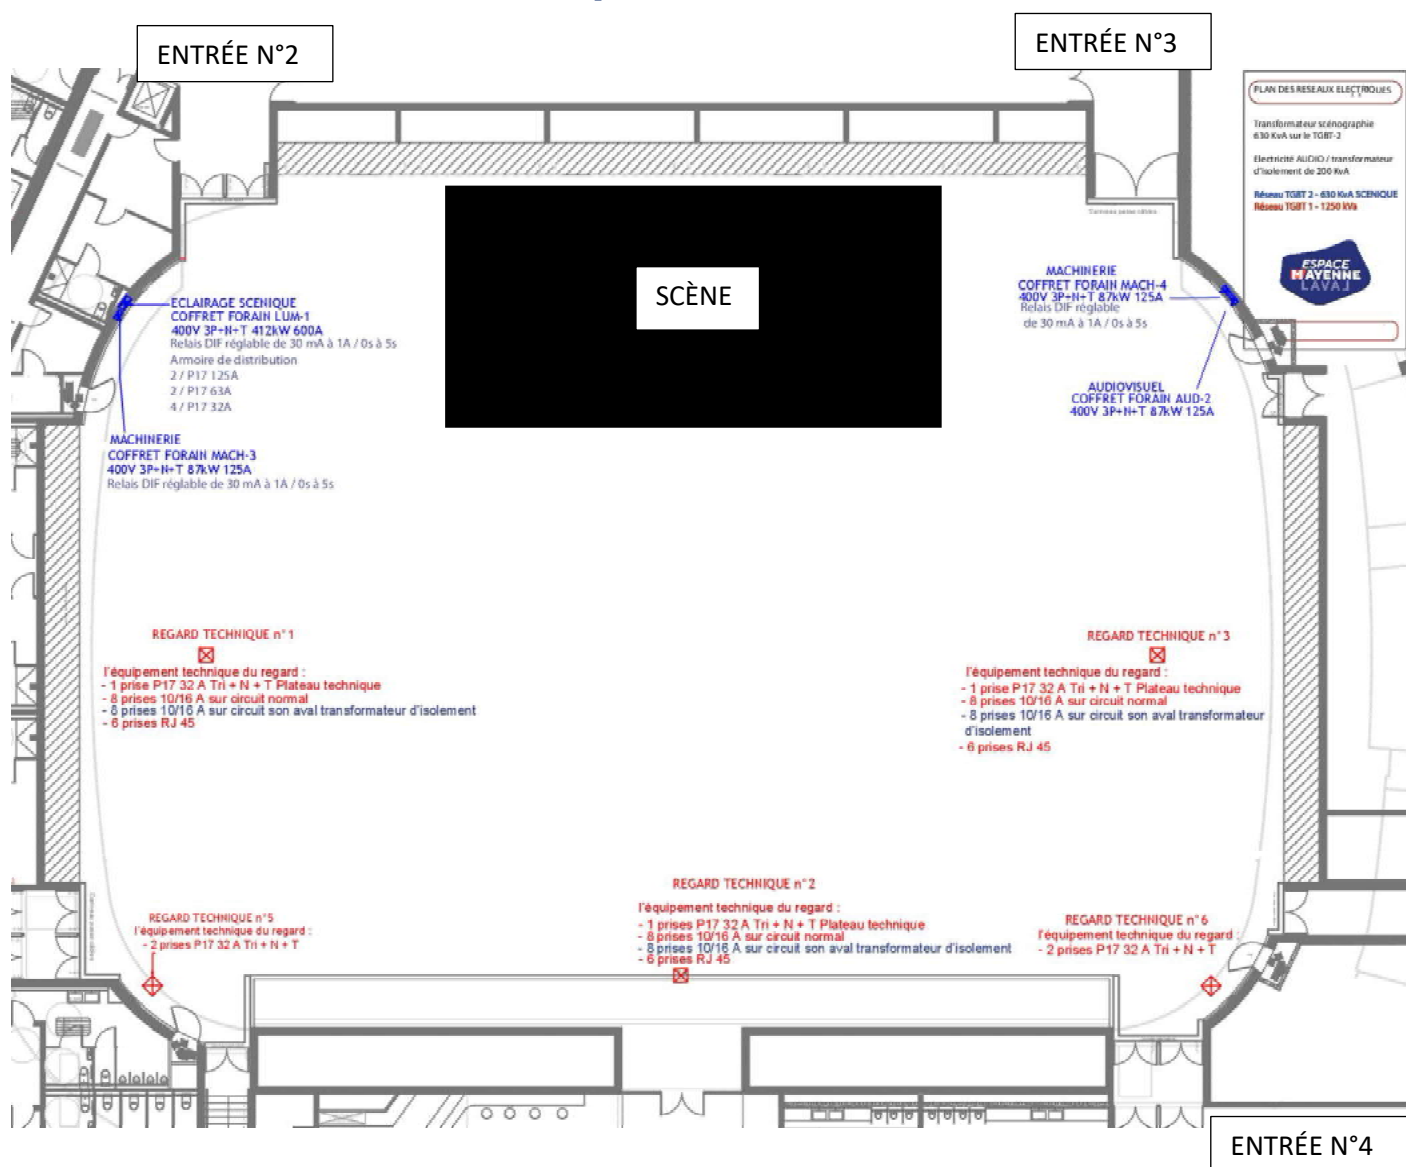 ENTRÉE N°2
ENTRÉE N°3
PLAN DES RESEAUX ELECTRIQUES
Transformateur scénographie
630 KvA sur le TGBT-2
Electricité AUDIO / transformateur
d'isolement de 200 KvA
Réseau TGBT 2 - 630 KvA SCENIQUE
Réseau TGBT 1 - 1250 kVa
ESPACE
MAYENNE
LAVAL
SCÈNE
ECLAIRAGE SCENIQUE
COFFRET FORAIN LUM-1
400V 3P+N+T 412kW 600A
Relais DIF réglable de 30 mA à 1A / 0s à 5s
Armoire de distribution
2 / P17 125A
2 / P17 63A
4 / P17 32A
MACHINERIE
COFFRET FORAIN MACH-3
400V 3P+N+T 87kW 125A
Relais DIF réglable de 30 mA à 1A / 0s à 5s
MACHINERIE
COFFRET FORAIN MACH-4
400V 3P+N+T 87kW 125A
Relais DIF réglable
de 30 mA à 1A / 0s à 5s
AUDIOVISUEL
COFFRET FORAIN AUD-2
400V 3P+N+T 87kW 125A
REGARD TECHNIQUE n°1
l'équipement technique du regard :
- 1 prise P17 32 A Tri + N + T Plateau technique
- 8 prises 10/16 A sur circuit normal
- 8 prises 10/16 A sur circuit son aval transformateur d'isolement
- 6 prises RJ 45
REGARD TECHNIQUE n°3
l'équipement technique du regard :
- 1 prise P17 32 A Tri + N + T Plateau technique
- 8 prises 10/16 A sur circuit normal
- 8 prises 10/16 A sur circuit son aval transformateur
d'isolement
- 6 prises RJ 45
REGARD TECHNIQUE n°2
l'équipement technique du regard :
- 1 prises P17 32 A Tri + N + T Plateau technique
- 8 prises 10/16 A sur circuit normal
- 8 prises 10/16 A sur circuit son aval transformateur d'isolement
- 6 prises RJ 45
REGARD TECHNIQUE n°5
l'équipement technique du regard :
- 2 prises P17 32 A Tri + N + T
REGARD TECHNIQUE n°6
l'équipement technique du regard :
- 2 prises P17 32 A Tri + N + T
ENTRÉE N°4